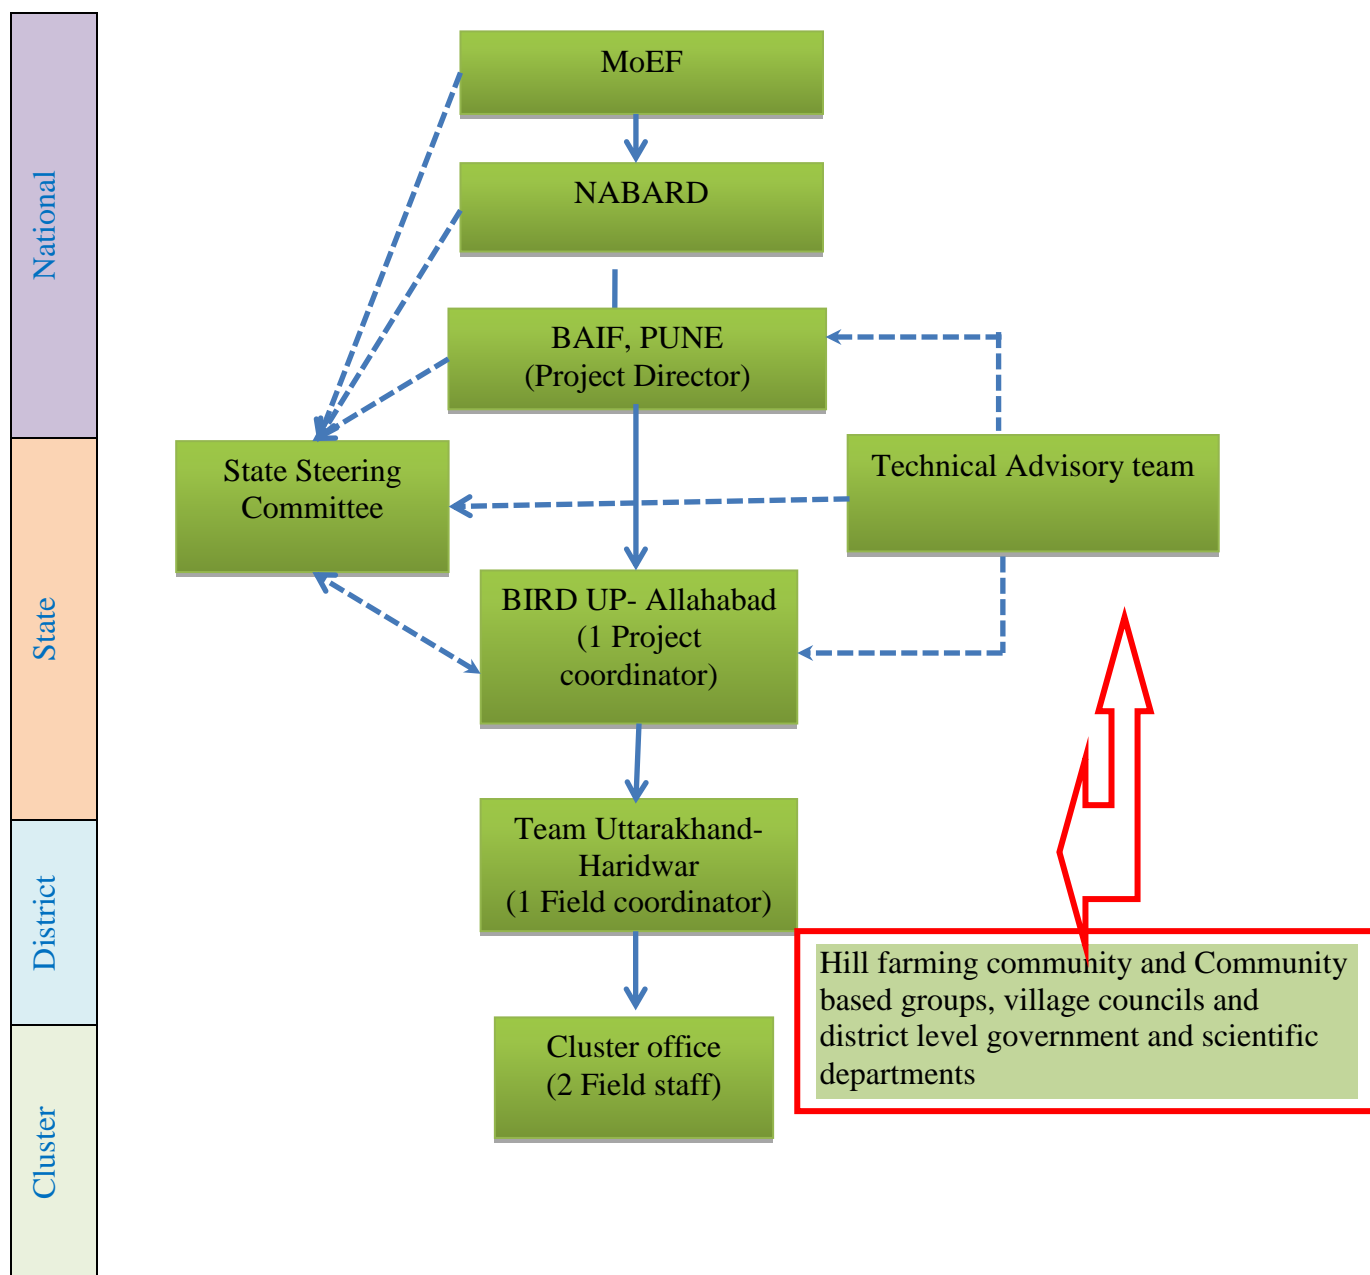 National
MoEF
NABARD
BAIF, PUNE
(Project Director)
State
State Steering
Committee
Technical Advisory team
BIRD UP- Allahabad
(1 Project
coordinator)
District
Team Uttarakhand-
Haridwar
(1 Field coordinator)
Hill farming community and Community
based groups, village councils and
district level government and scientific
departments
Cluster
Cluster office
(2 Field staff)